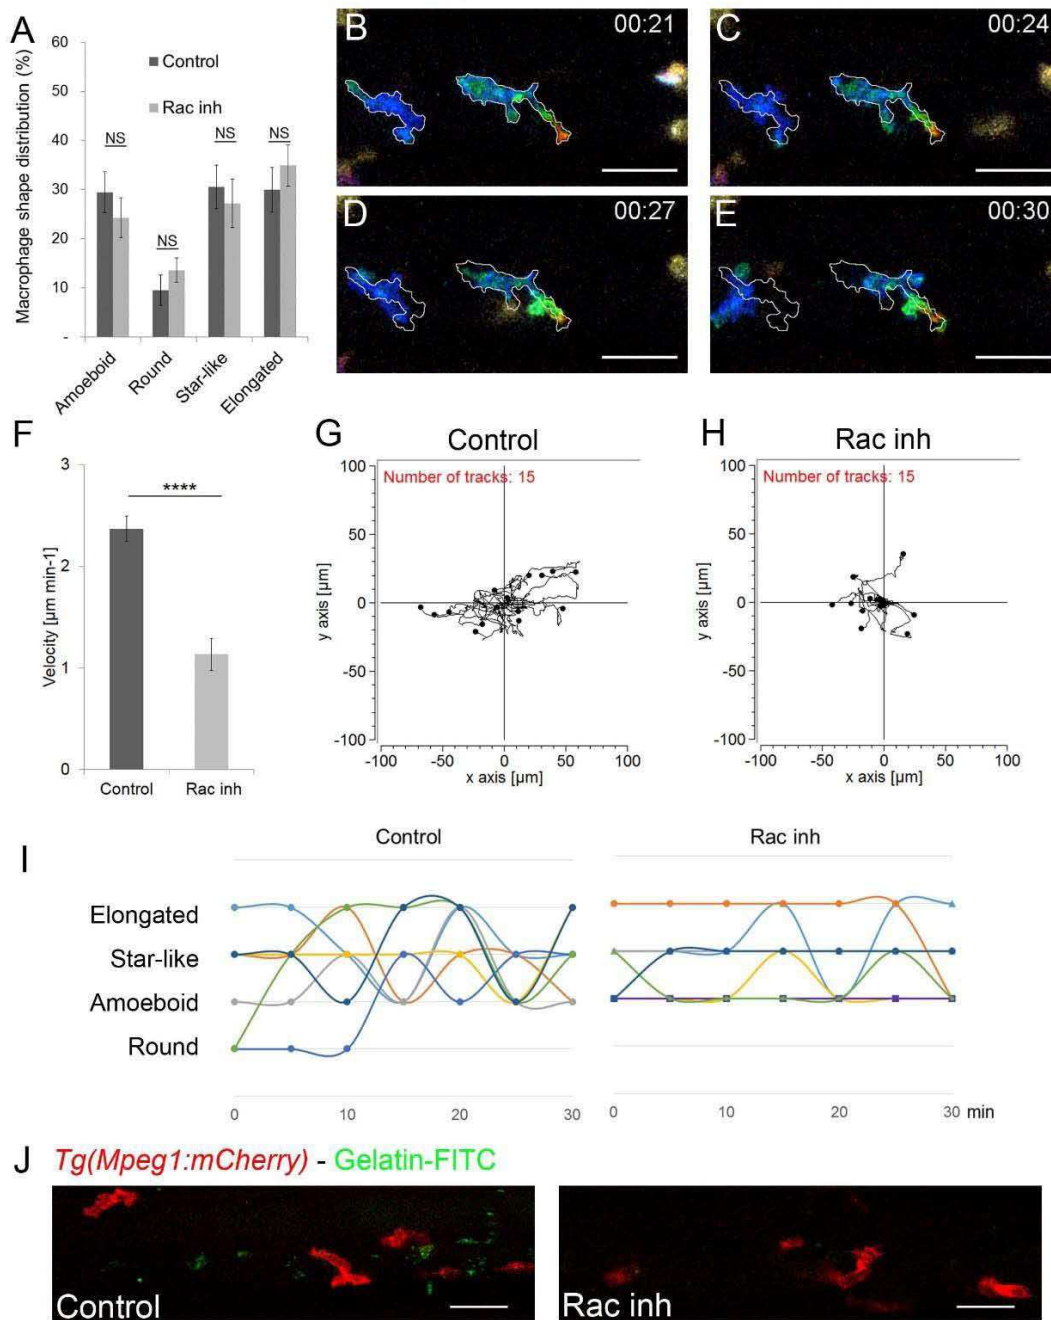 A
Macrophage shape distribution (%)
60
50
40
30
20
10
-
Control
Rac inh
NS
NS
NS
NS
Amoeboid
Round
Star-like
Elongated
B
00:21
C
00:24
D
00:27
E
00:30
F
Velocity [µm min-1]
3
2
1
0
****
Control
Rac inh
G
Control
Number of tracks: 15
y axis [µm]
100
50
0
-50
-100
-100
-50
0
50
100
x axis [µm]
H
Rac inh
Number of tracks: 15
y axis [µm]
100
50
0
-50
-100
-100
-50
0
50
100
x axis [µm]
I
Control
Rac inh
Elongated
Star-like
Amoeboid
Round
0
10
20
30
0
10
20
30
min
J
Tg(Mpeg1:mCherry) - Gelatin-FITC
Control
Rac inh